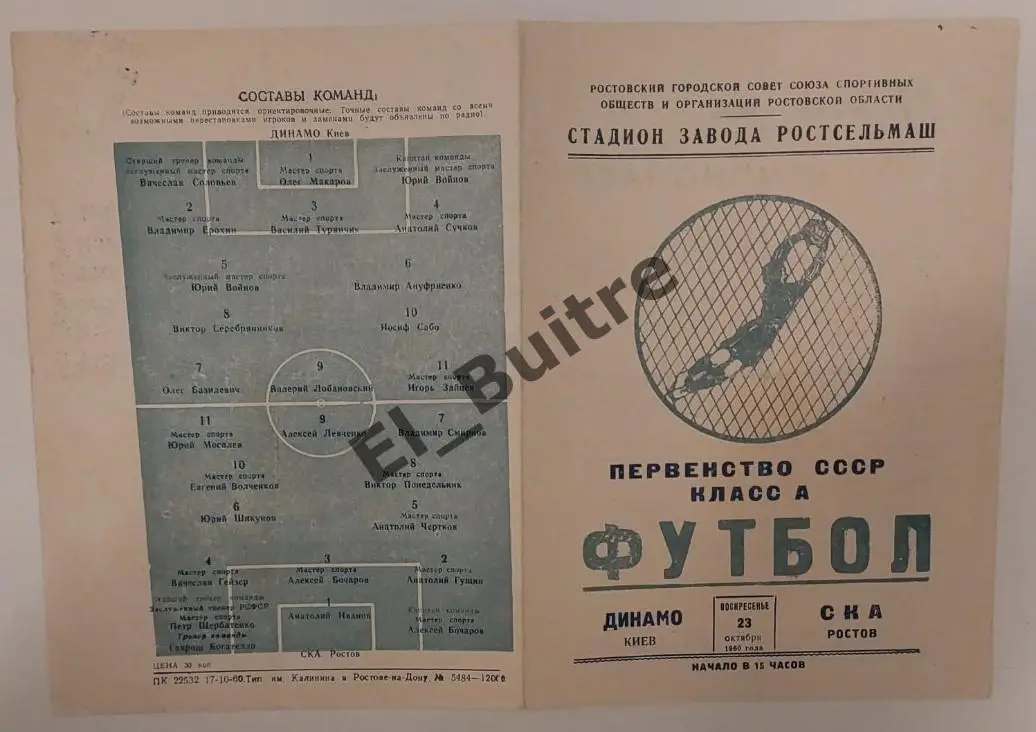 СОСТАВЫ КОМАНД:
(Составы команд приводятся ориентировочные. Точные составы команд со всеми
возможными перестановками игроков и заменами будут объявлены по радио).
ДИНАМО Киев
Старший тренер команды
заслуженный мастер спорта
Вячеслав Соловьев
1
Мастер спорта
Олег Макаров
Капитан команды
заслуженный мастер спорта
Юрий Войнов
2
Мастер спорта
Владимир Ерохин
3
Мастер спорта
Василий Турянчик
4
Мастер спорта
Анатолий Сучков
5
Заслуженный мастер спорта
Юрий Войнов
6
Владимир Ануфриенко
8
Виктор Серебряников
10
Иосиф Сабо
7
Олег Базилевич
9
Валерий Лобановский
11
Мастер спорта
Игорь Зайцев
11
Мастер спорта
Юрий Мосалев
9
Алексей Левченко
7
Владимир Смирнов
10
Мастер спорта
Евгений Волченков
8
Мастер спорта
Виктор Понедельник
6
Юрий Шикунов
5
Мастер спорта
Анатолий Чертков
4
Мастер спорта
Вячеслав Гейзер
3
Мастер спорта
Алексей Бочаров
2
Мастер спорта
Анатолий Гущин
Старший тренер команды
Заслуженный тренер РСФСР
Мастер спорта
Петр Щербатенко
Тренер команды
Гавриш Богателло
1
Анатолий Иванов
Капитан команды
Мастер спорта
Алексей Бочаров
СКА Ростов
ЦЕНА 30 коп
ПК 22532 17-10-60. Тип им. Калинина в Ростове-на-Дону. № 5484—1200
РОСТОВСКИЙ ГОРОДСКОЙ СОВЕТ СОЮЗА СПОРТИВНЫХ
ОБЩЕСТВ И ОРГАНИЗАЦИЙ РОСТОВСКОЙ ОБЛАСТИ
СТАДИОН ЗАВОДА РОСТСЕЛЬМАШ
ПЕРВЕНСТВО СССР
КЛАСС А
ФУТБОЛ
ДИНАМО
КИЕВ
ВОСКРЕСЕНЬЕ
23
октября
1960 года
СКА
РОСТОВ
НАЧАЛО В 15 ЧАСОВ
El_Buitre